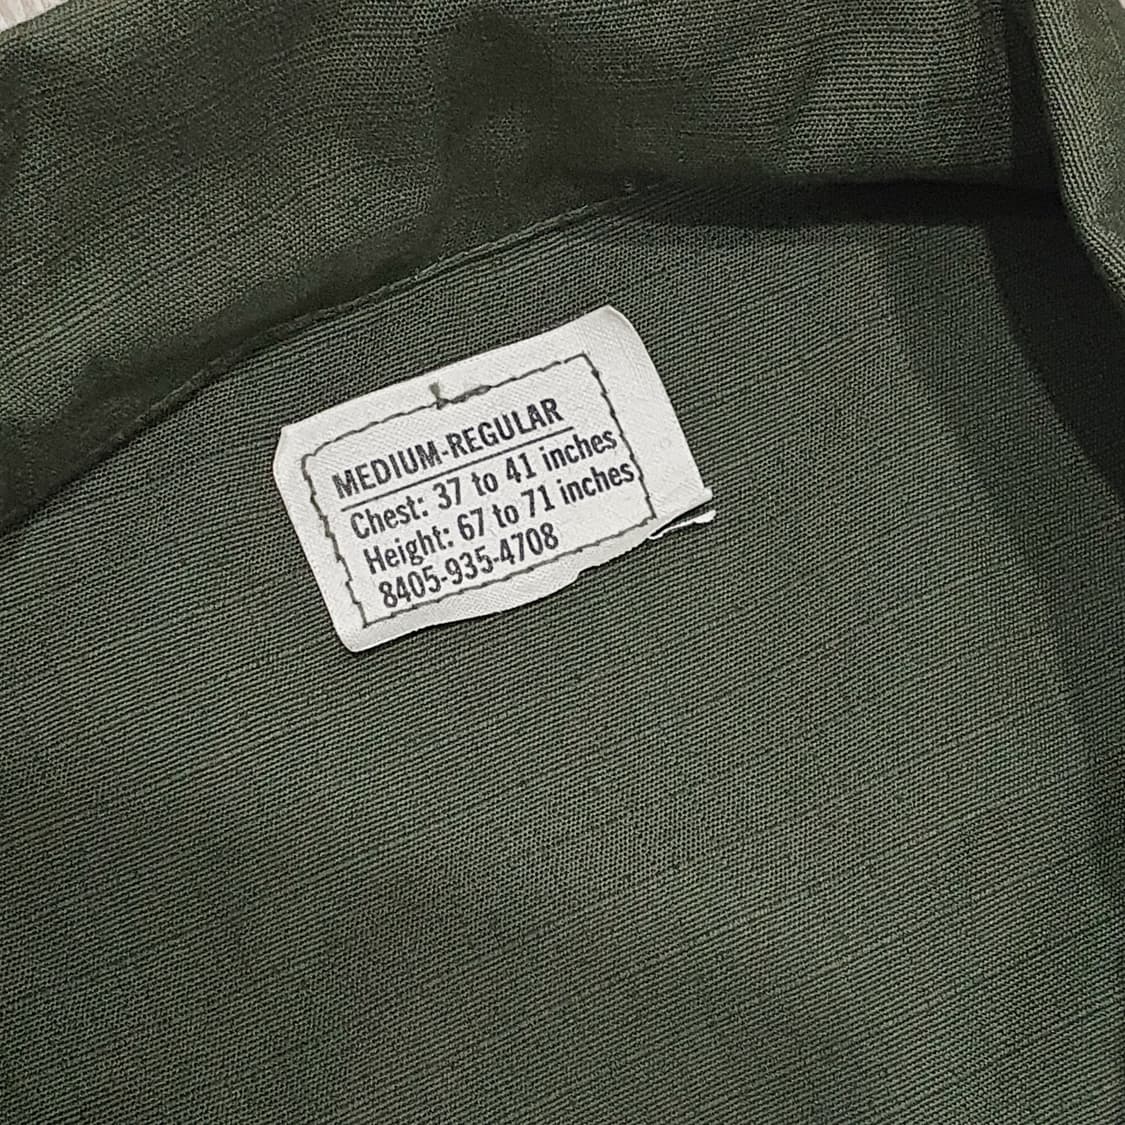 MEDIUM-REGULAR
Chest: 37 to 41 inches
Height: 67 to 71 inches
8405-935-4708